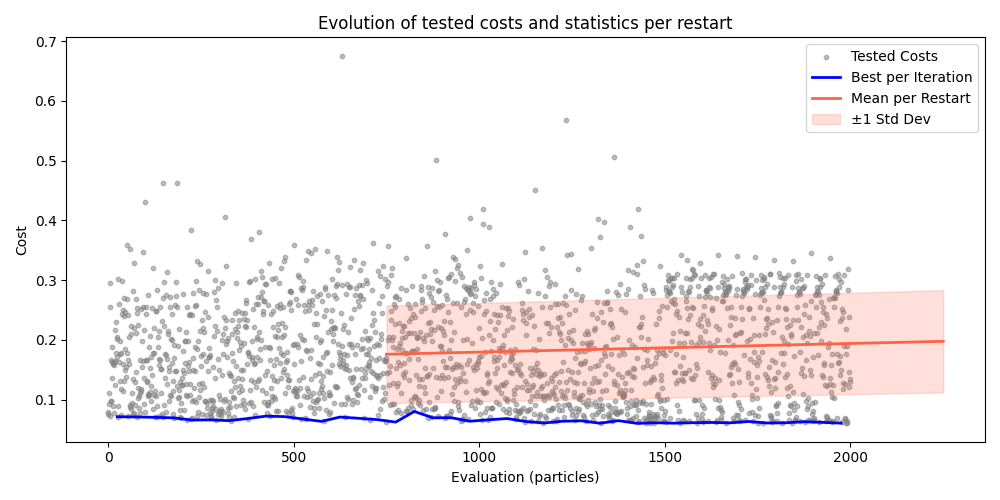 Evolution of tested costs and statistics per restart
Cost
0.7
0.6
0.5
0.4
0.3
0.2
0.1
Tested Costs
Best per Iteration
Mean per Restart
±1 Std Dev
0
500
1000
1500
2000
Evaluation (particles)